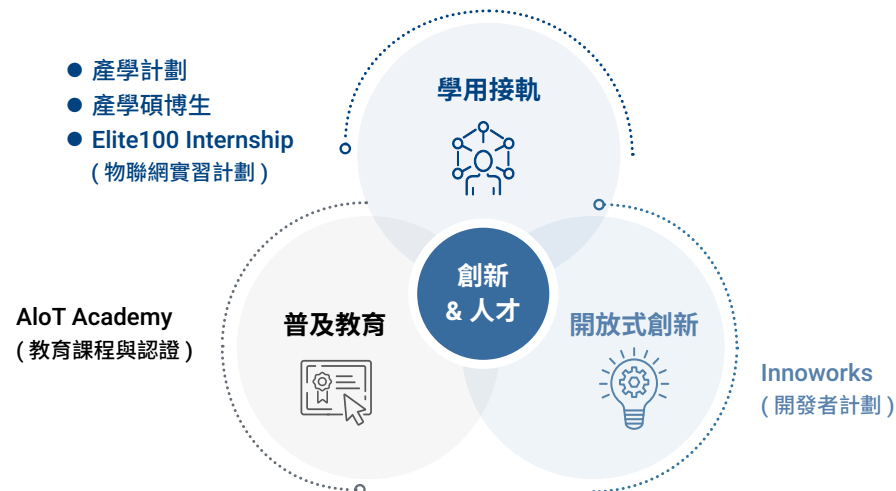 ● 產學計劃
● 產學碩博生
● Elite100 Internship
( 物聯網實習計劃 )
學用接軌
創新
& 人才
AIoT Academy
( 教育課程與認證 )
普及教育
開放式創新
Innoworks
( 開發者計劃 )